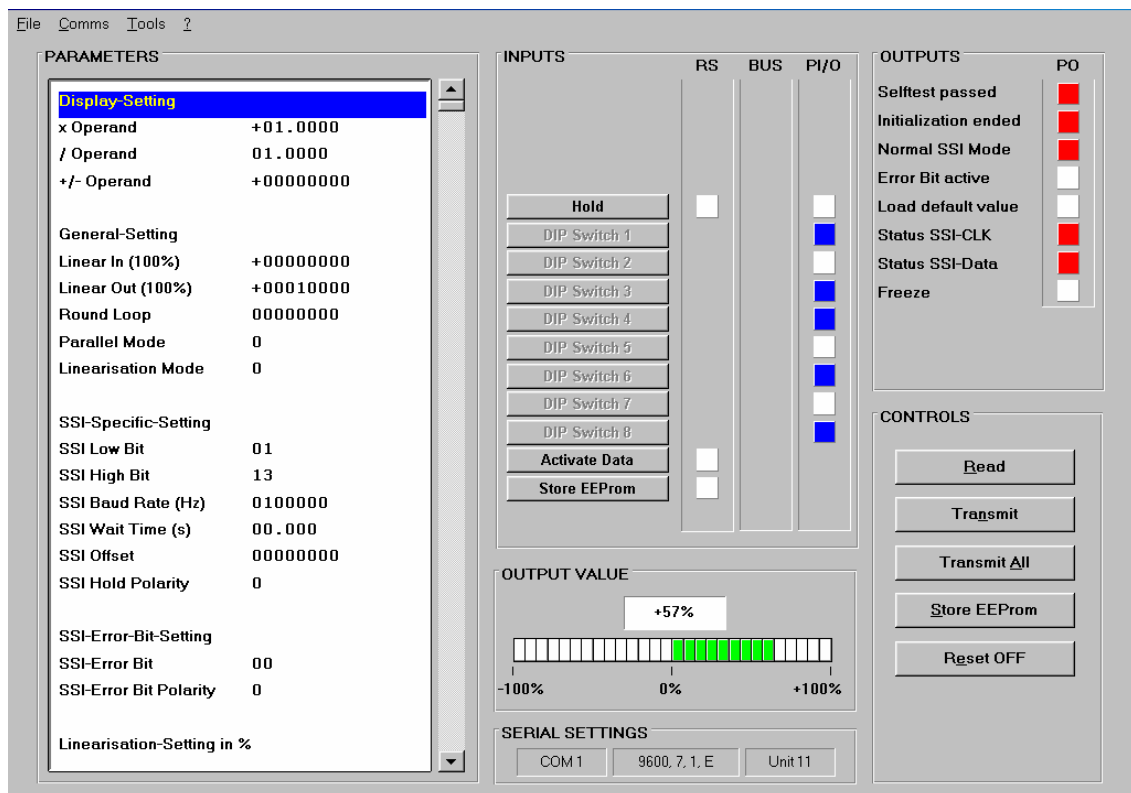 File Comms Tools ?
PARAMETERS
Display-Setting
x Operand +01.0000
/ Operand 01.0000
+/- Operand +00000000
General-Setting
Linear In (100%) +00000000
Linear Out (100%) +00010000
Round Loop 00000000
Parallel Mode 0
Linearisation Mode 0
SSI-Specific-Setting
SSI Low Bit 01
SSI High Bit 13
SSI Baud Rate (Hz) 0100000
SSI Wait Time (s) 00.000
SSI Offset 00000000
SSI Hold Polarity 0
SSI-Error-Bit-Setting
SSI-Error Bit 00
SSI-Error Bit Polarity 0
Linearisation-Setting in %
INPUTS
RS BUS PI/O
Hold
DIP Switch 1
DIP Switch 2
DIP Switch 3
DIP Switch 4
DIP Switch 5
DIP Switch 6
DIP Switch 7
DIP Switch 8
Activate Data
Store EEProm
OUTPUT VALUE
+57%
-100% 0% +100%
SERIAL SETTINGS
COM 1 9600, 7, 1, E Unit 11
OUTPUTS
PO
Selftest passed
Initialization ended
Normal SSI Mode
Error Bit active
Load default value
Status SSI-CLK
Status SSI-Data
Freeze
CONTROLS
Read
Transmit
Transmit All
Store EEProm
Reset OFF